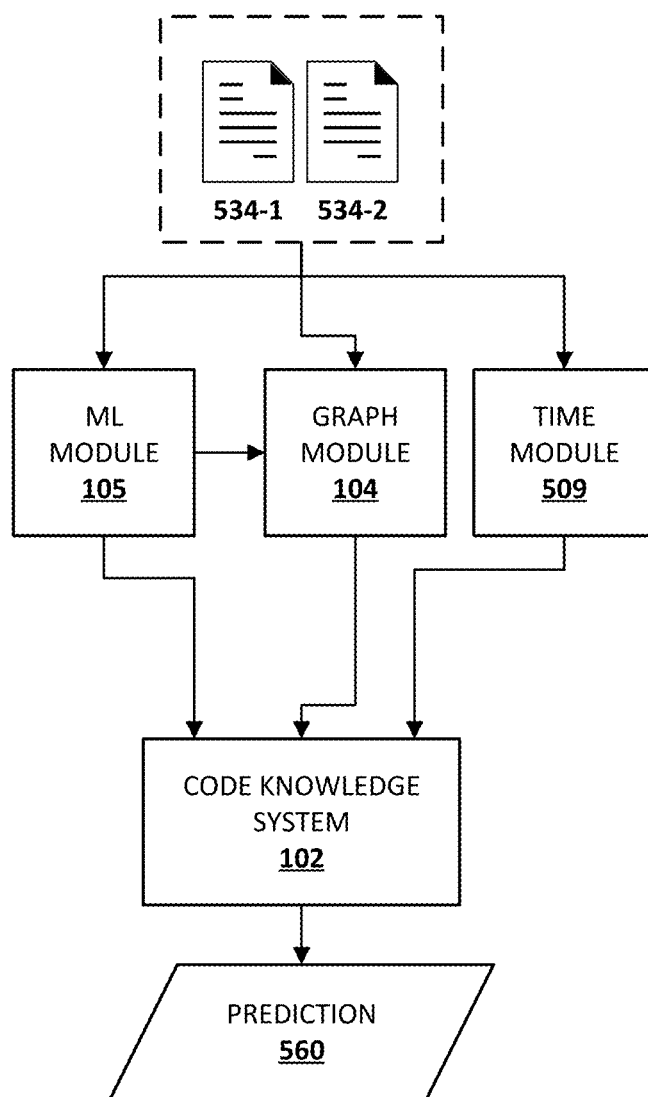 534-1 534-2
ML
MODULE
105
GRAPH
MODULE
104
TIME
MODULE
509
CODE KNOWLEDGE
SYSTEM
102
PREDICTION
560